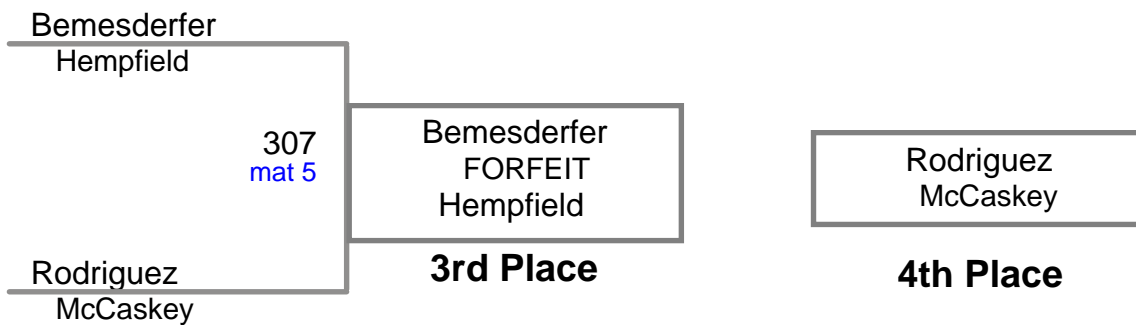 Bemesderfer
Hempfield
307
mat 5
Rodriguez
McCaskey
Bemesderfer
FORFEIT
Hempfield
3rd Place
Rodriguez
McCaskey
4th Place